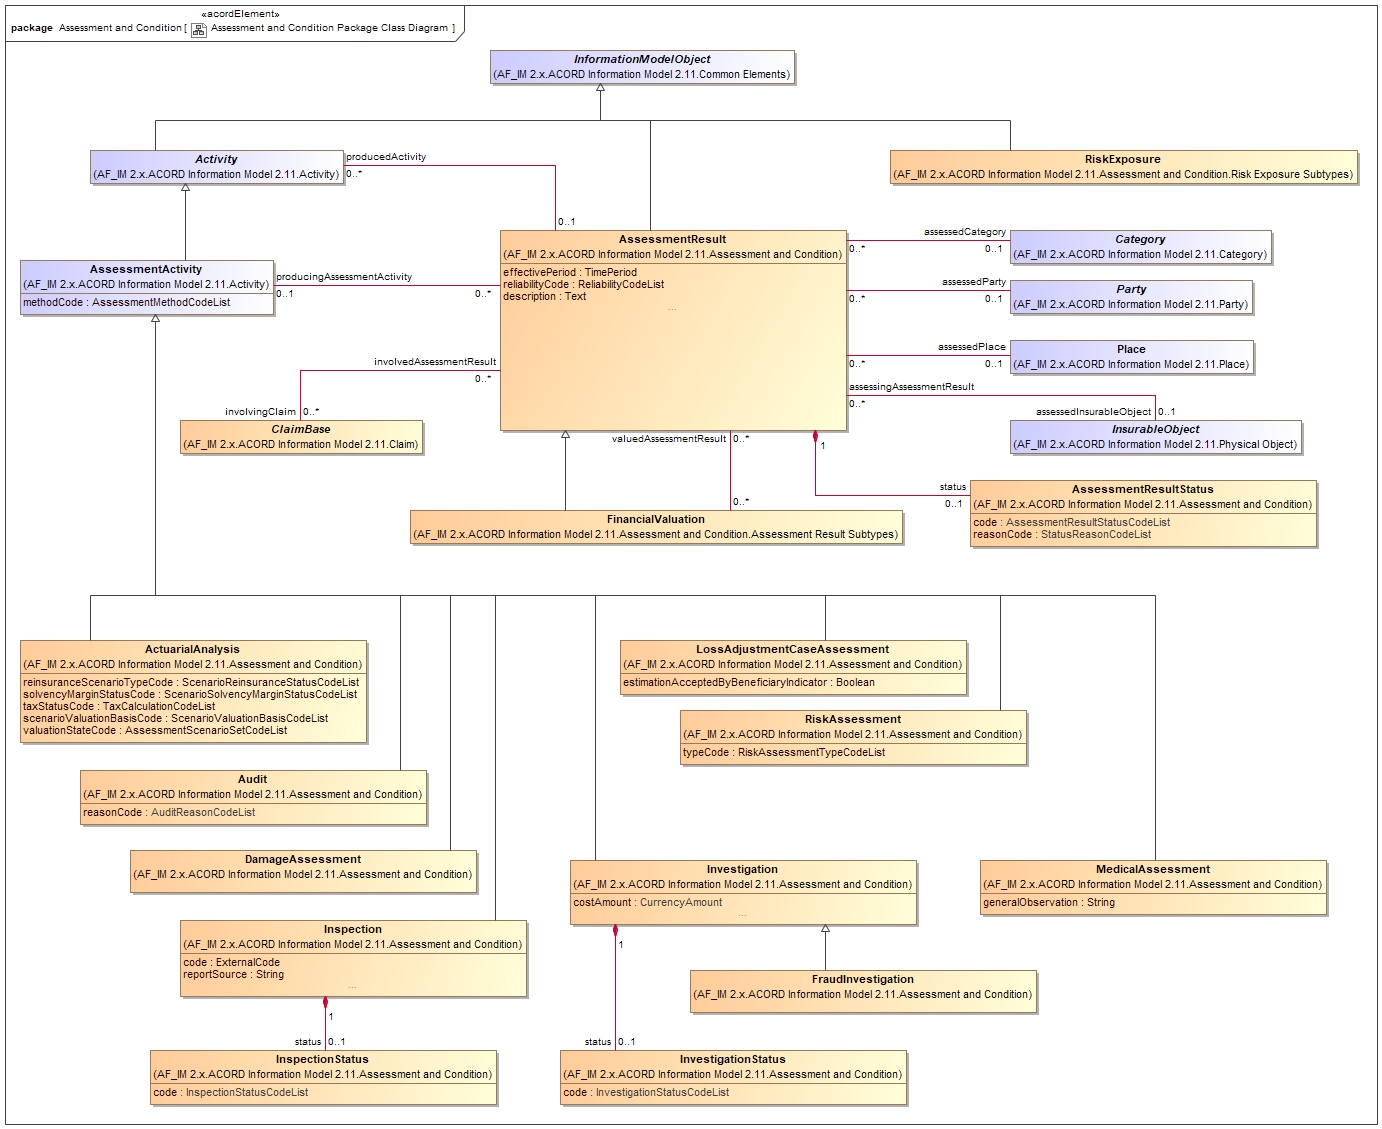 «acordElement»
package Assessment and Condition [ Assessment and Condition Package Class Diagram ]
InformationModelObject
(AF_IM 2.x.ACORD Information Model 2.11.Common Elements)
Activity
(AF_IM 2.x.ACORD Information Model 2.11.Activity)
producedActivity
0..*
0..1
RiskExposure
(AF_IM 2.x.ACORD Information Model 2.11.Assessment and Condition.Risk Exposure Subtypes)
AssessmentResult
(AF_IM 2.x.ACORD Information Model 2.11.Assessment and Condition)
effectivePeriod : TimePeriod
reliabilityCode : ReliabilityCodeList
description : Text
...
assessedCategory
0..*
0..1
Category
(AF_IM 2.x.ACORD Information Model 2.11.Category)
AssessmentActivity
(AF_IM 2.x.ACORD Information Model 2.11.Activity)
methodCode : AssessmentMethodCodeList
producingAssessmentActivity
0..1
0..*
assessedParty
0..*
0..1
Party
(AF_IM 2.x.ACORD Information Model 2.11.Party)
assessedPlace
0..*
0..1
Place
(AF_IM 2.x.ACORD Information Model 2.11.Place)
involvedAssessmentResult
0..*
involvingClaim
0..*
ClaimBase
(AF_IM 2.x.ACORD Information Model 2.11.Claim)
assessingAssessmentResult
0..*
assessedInsurableObject
0..1
InsurableObject
(AF_IM 2.x.ACORD Information Model 2.11.Physical Object)
valuedAssessmentResult
0..*
1
0..*
status
0..1
AssessmentResultStatus
(AF_IM 2.x.ACORD Information Model 2.11.Assessment and Condition)
code : AssessmentResultStatusCodeList
reasonCode : StatusReasonCodeList
FinancialValuation
(AF_IM 2.x.ACORD Information Model 2.11.Assessment and Condition.Assessment Result Subtypes)
ActuarialAnalysis
(AF_IM 2.x.ACORD Information Model 2.11.Assessment and Condition)
reinsuranceScenarioTypeCode : ScenarioReinsuranceStatusCodeList
solvencyMarginStatusCode : ScenarioSolvencyMarginStatusCodeList
taxStatusCode : TaxCalculationCodeList
scenarioValuationBasisCode : ScenarioValuationBasisCodeList
valuationStateCode : AssessmentScenarioSetCodeList
LossAdjustmentCaseAssessment
(AF_IM 2.x.ACORD Information Model 2.11.Assessment and Condition)
estimationAcceptedByBeneficiaryIndicator : Boolean
RiskAssessment
(AF_IM 2.x.ACORD Information Model 2.11.Assessment and Condition)
typeCode : RiskAssessmentTypeCodeList
Audit
(AF_IM 2.x.ACORD Information Model 2.11.Assessment and Condition)
reasonCode : AuditReasonCodeList
DamageAssessment
(AF_IM 2.x.ACORD Information Model 2.11.Assessment and Condition)
Investigation
(AF_IM 2.x.ACORD Information Model 2.11.Assessment and Condition)
costAmount : CurrencyAmount
...
MedicalAssessment
(AF_IM 2.x.ACORD Information Model 2.11.Assessment and Condition)
generalObservation : String
Inspection
(AF_IM 2.x.ACORD Information Model 2.11.Assessment and Condition)
code : ExternalCode
reportSource : String
...
1
FraudInvestigation
(AF_IM 2.x.ACORD Information Model 2.11.Assessment and Condition)
1
status 0..1
InspectionStatus
(AF_IM 2.x.ACORD Information Model 2.11.Assessment and Condition)
code : InspectionStatusCodeList
status 0..1
InvestigationStatus
(AF_IM 2.x.ACORD Information Model 2.11.Assessment and Condition)
code : InvestigationStatusCodeList